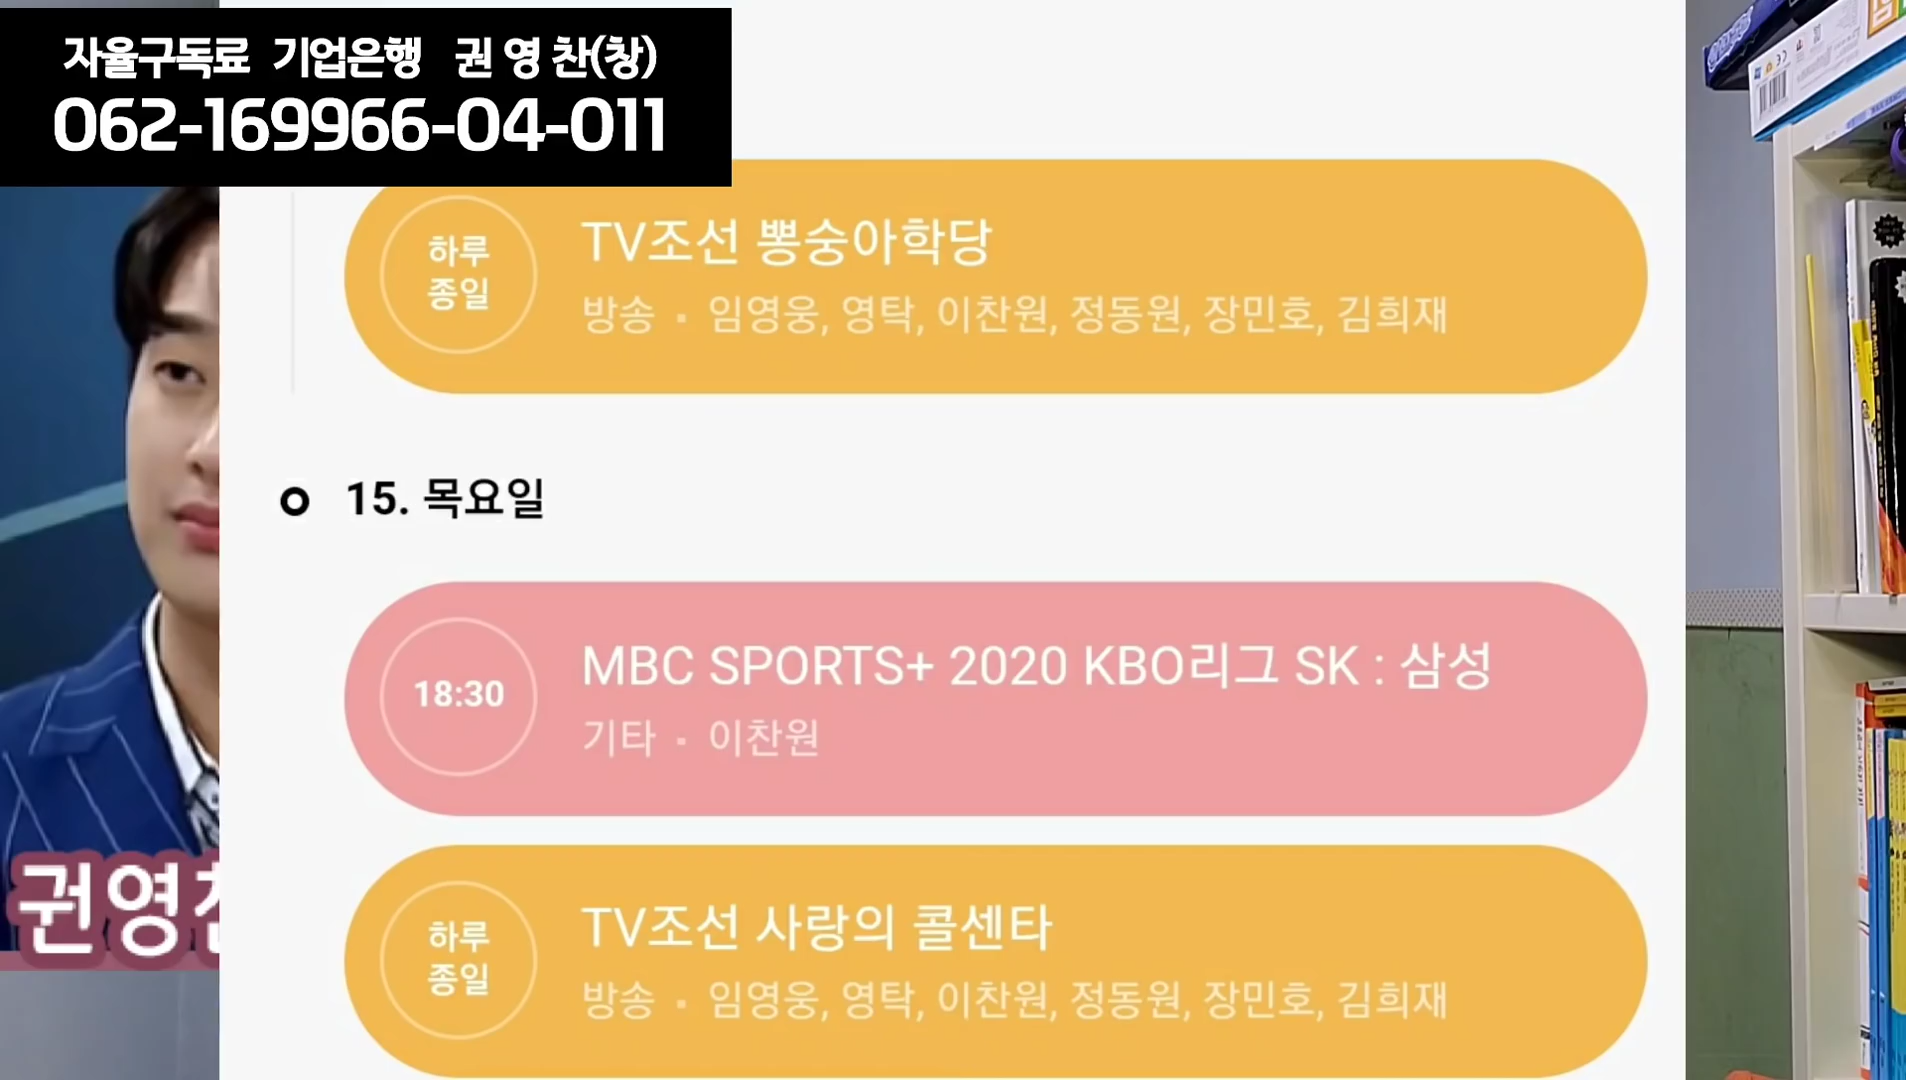 자율구독료 기업은행 권 영 찬(창)
062-169966-04-011
하루
종일
TV조선 뽕숭아학당
방송 · 임영웅, 영탁, 이찬원, 정동원, 장민호, 김희재
15. 목요일
18:30
MBC SPORTS+ 2020 KBO리그 SK : 삼성
기타 · 이찬원
하루
종일
TV조선 사랑의 콜센타
방송 · 임영웅, 영탁, 이찬원, 정동원, 장민호, 김희재
권영